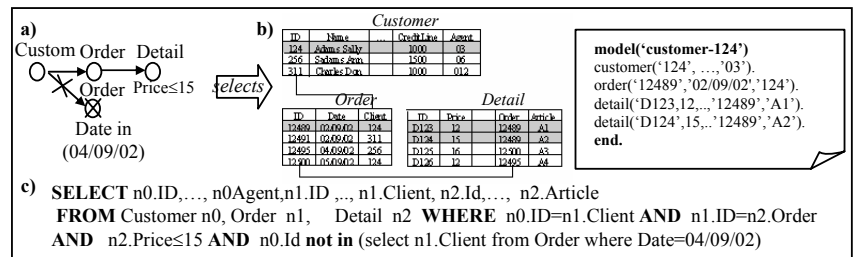 a)
Custom Order Detail
Price≤15
Order
Date in
(04/09/02)
selects
b)
Customer
ID Name ... CreditLine Agent
124 Adams Sally 1000 03
256 Sadams Ann 1500 06
311 Charles Don 1000 012
Order
ID Date Client
12489 02/09/02 124
12491 02/09/02 311
12495 04/09/02 256
12500 05/09/02 124
Detail
ID Price Order Article
D123 12 12489 A1
D124 15 12489 A2
D125 16 12500 A3
D126 12 12495 A4
model('customer-124')
customer('124', …,'03').
order('12489','02/09/02','124').
detail('D123,12,..,'12489','A1').
detail('D124',15,..'12489','A2').
end.
c) SELECT n0.ID,…, n0Agent,n1.ID ,.., n1.Client, n2.Id,…, n2.Article
FROM Customer n0, Order n1, Detail n2 WHERE n0.ID=n1.Client AND n1.ID=n2.Order
AND n2.Price≤15 AND n0.Id not in (select n1.Client from Order where Date=04/09/02)